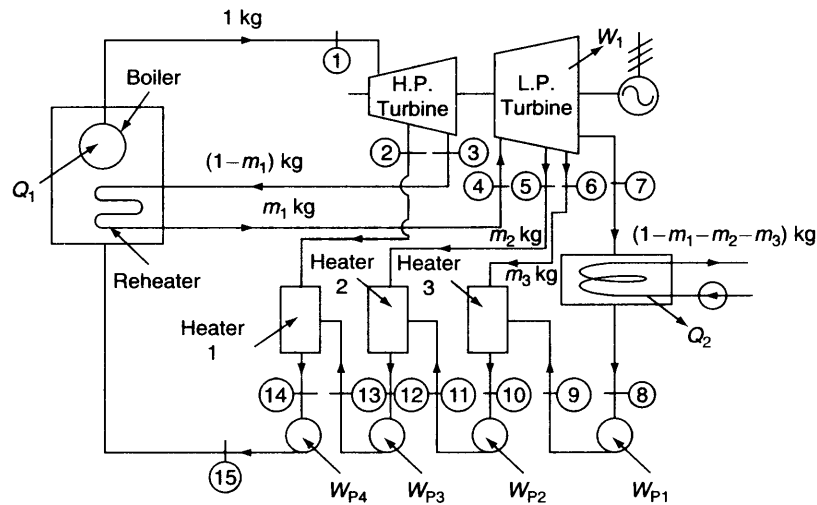 1 kg
1
W1
H.P.
Turbine
L.P.
Turbine
Boiler
2
3
(1–m1) kg
Q1
4
5
6
7
m1 kg
m2 kg
(1–m1–m2–m3) kg
Reheater
Heater
2
Heater
3
m3 kg
Heater
1
Q2
14
13
12
11
10
9
8
15
WP4
WP3
WP2
WP1